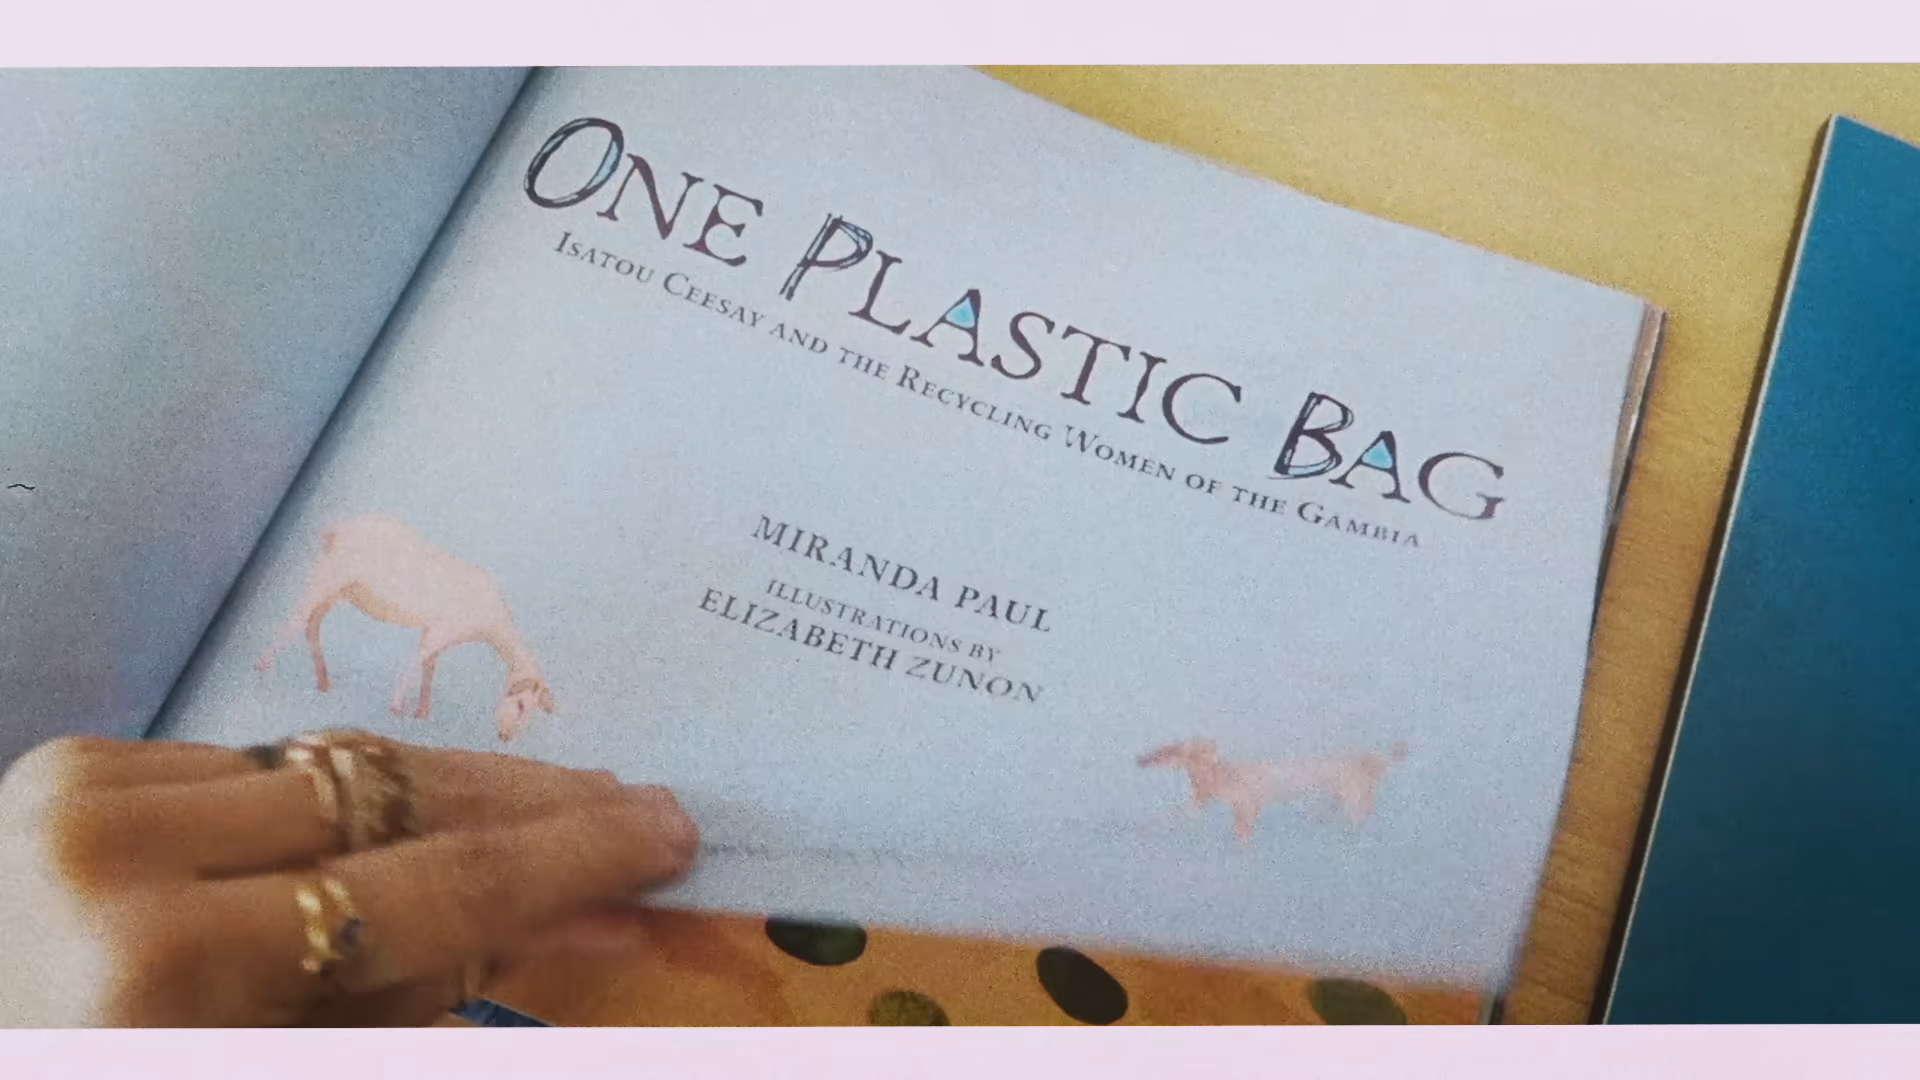 ONE PLASTIC BAG
ISATOU CEESAY AND THE RECYCLING WOMEN OF THE GAMBIA
MIRANDA PAUL
ILLUSTRATIONS BY
ELIZABETH ZUNON